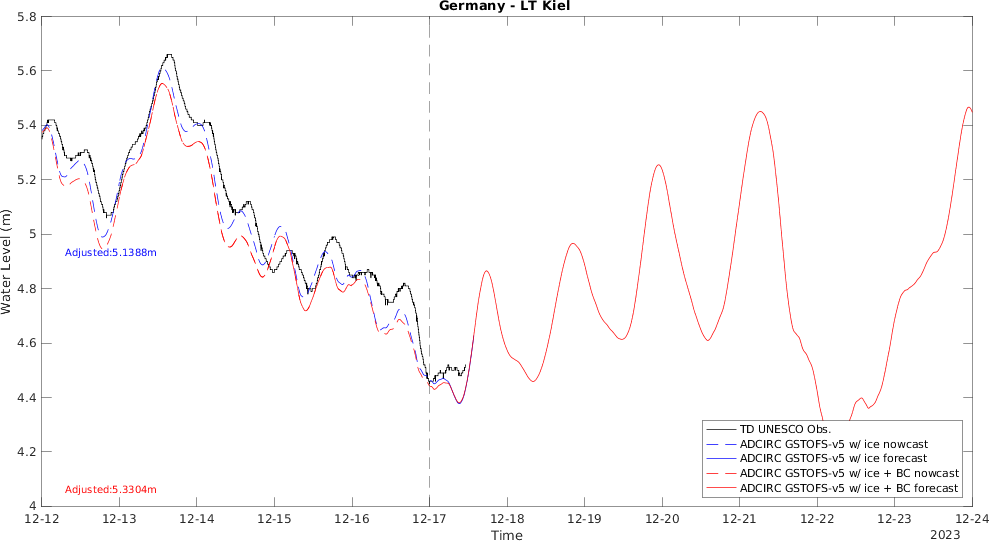 Germany - LT Kiel
5.8
5.6
5.4
5.2
5
4.8
4.6
4.4
4.2
4
Water Level (m)
Adjusted:5.1388m
Adjusted:5.3304m
TD UNESCO Obs.
ADCIRC GSTOFS-v5 w/ ice nowcast
ADCIRC GSTOFS-v5 w/ ice forecast
ADCIRC GSTOFS-v5 w/ ice + BC nowcast
ADCIRC GSTOFS-v5 w/ ice + BC forecast
12-12 12-13 12-14 12-15 12-16 12-17 12-18 12-19 12-20 12-21 12-22 12-23 12-24
Time
2023